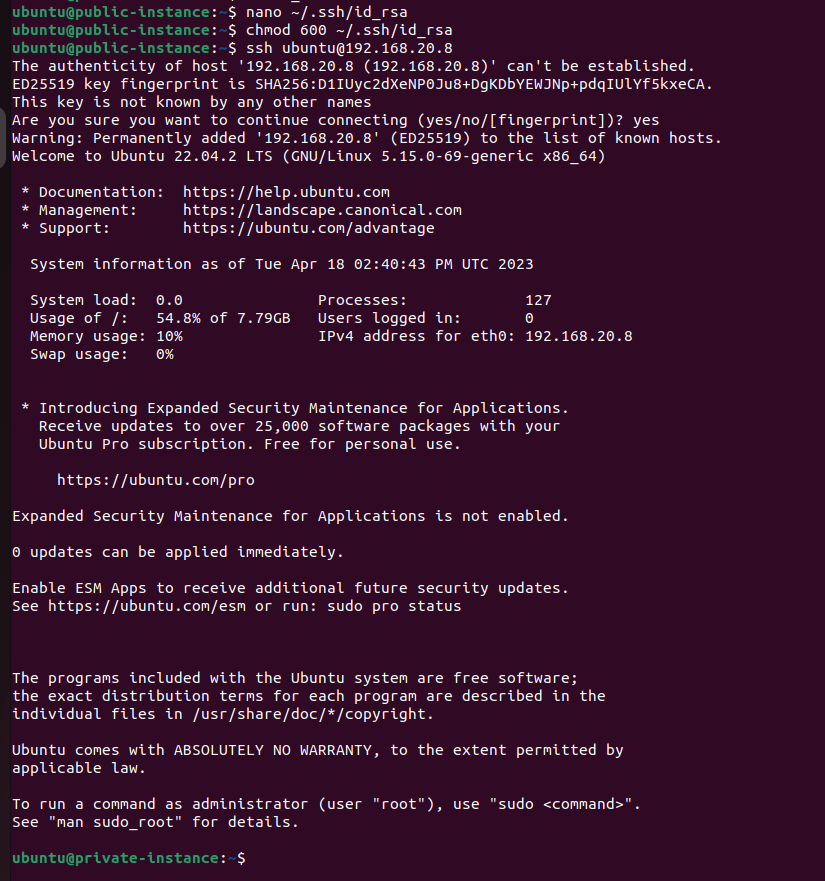 ubuntu@public-instance:~$ nano ~/.ssh/id_rsa
ubuntu@public-instance:~$ chmod 600 ~/.ssh/id_rsa
ubuntu@public-instance:~$ ssh ubuntu@192.168.20.8
The authenticity of host '192.168.20.8 (192.168.20.8)' can't be established.
ED25519 key fingerprint is SHA256:D1IUyc2dXeNP0Ju8+DgKDbYEWJNp+pdqIUlYf5kxeCA.
This key is not known by any other names
Are you sure you want to continue connecting (yes/no/[fingerprint])? yes
Warning: Permanently added '192.168.20.8' (ED25519) to the list of known hosts.
Welcome to Ubuntu 22.04.2 LTS (GNU/Linux 5.15.0-69-generic x86_64)
* Documentation:  https://help.ubuntu.com
* Management:     https://landscape.canonical.com
* Support:        https://ubuntu.com/advantage
System information as of Tue Apr 18 02:40:43 PM UTC 2023
System load:  0.0                Processes:             127
Usage of /:   54.8% of 7.79GB   Users logged in:       0
Memory usage: 10%               IPv4 address for eth0: 192.168.20.8
Swap usage:   0%
* Introducing Expanded Security Maintenance for Applications.
Receive updates to over 25,000 software packages with your
Ubuntu Pro subscription. Free for personal use.
https://ubuntu.com/pro
Expanded Security Maintenance for Applications is not enabled.
0 updates can be applied immediately.
Enable ESM Apps to receive additional future security updates.
See https://ubuntu.com/esm or run: sudo pro status
The programs included with the Ubuntu system are free software;
the exact distribution terms for each program are described in the
individual files in /usr/share/doc/*/copyright.
Ubuntu comes with ABSOLUTELY NO WARRANTY, to the extent permitted by
applicable law.
To run a command as administrator (user "root"), use "sudo <command>".
See "man sudo_root" for details.
ubuntu@private-instance:~$